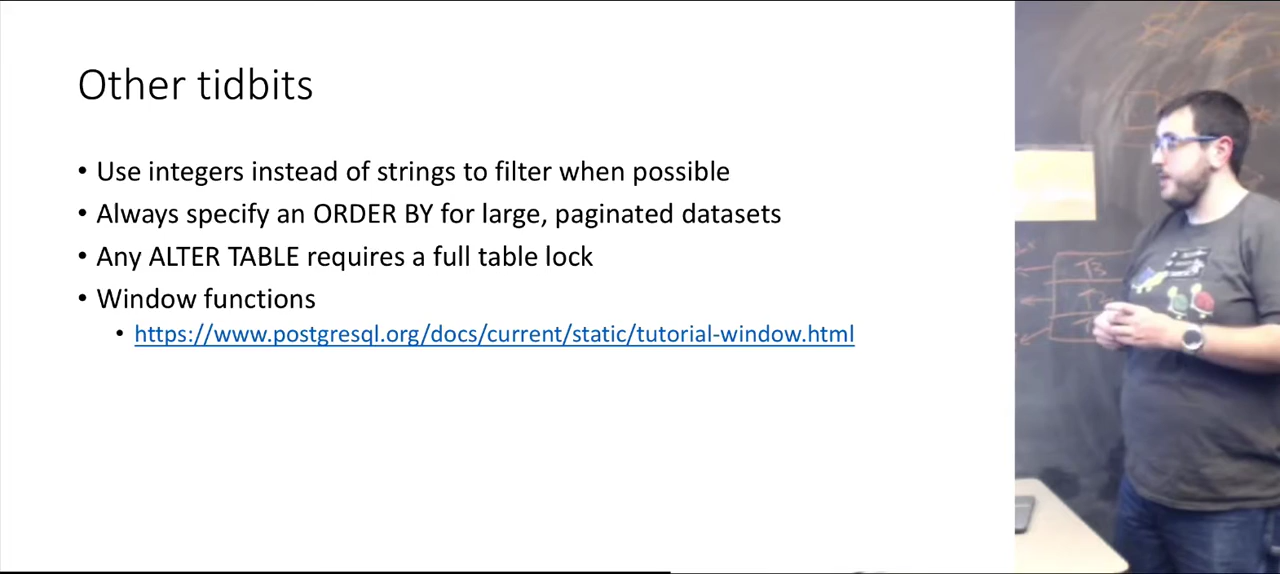 Other tidbits
• Use integers instead of strings to filter when possible
• Always specify an ORDER BY for large, paginated datasets
• Any ALTER TABLE requires a full table lock
• Window functions
• https://www.postgresql.org/docs/current/static/tutorial-window.html
T3